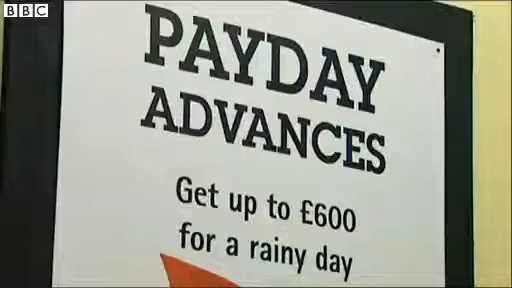 BBC
PAYDAY
ADVANCES
Get up to £600
for a rainy day